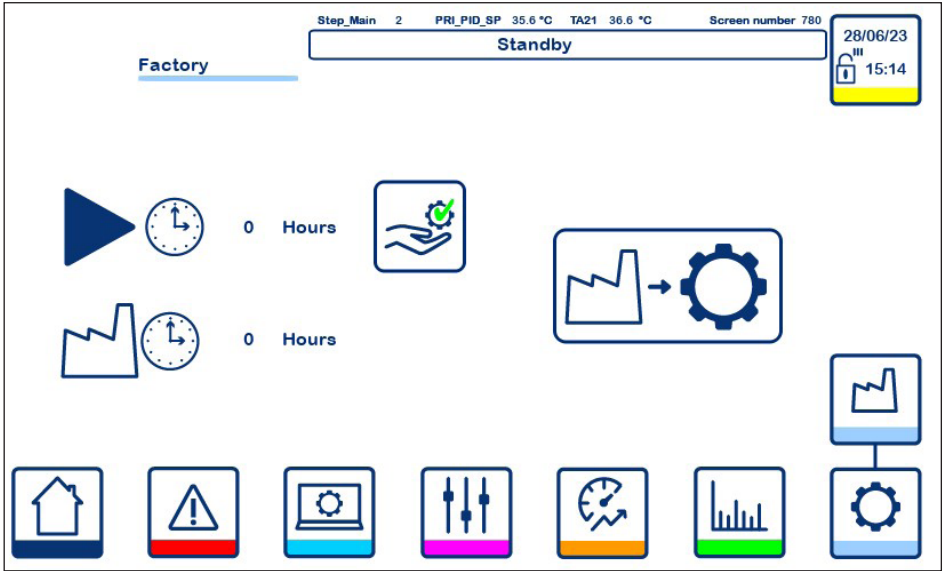 Step_Main 2 PRI_PID_SP 35.6 °C TA21 36.6 °C Screen number 780
Standby
28/06/23
15:14
Factory
0 Hours
0 Hours